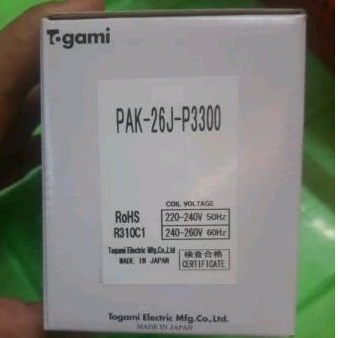 Togami
PAK-26J-P3300
COIL VOLTAGE
RoHS 220-240V 50Hz
R310C1 240-260V 60Hz
Togami Electric Mfg.Co.,Ltd. 検査合格
MADE IN JAPAN CERTIFICATE
Togami Electric Mfg.Co.,Ltd.
MADE IN JAPAN